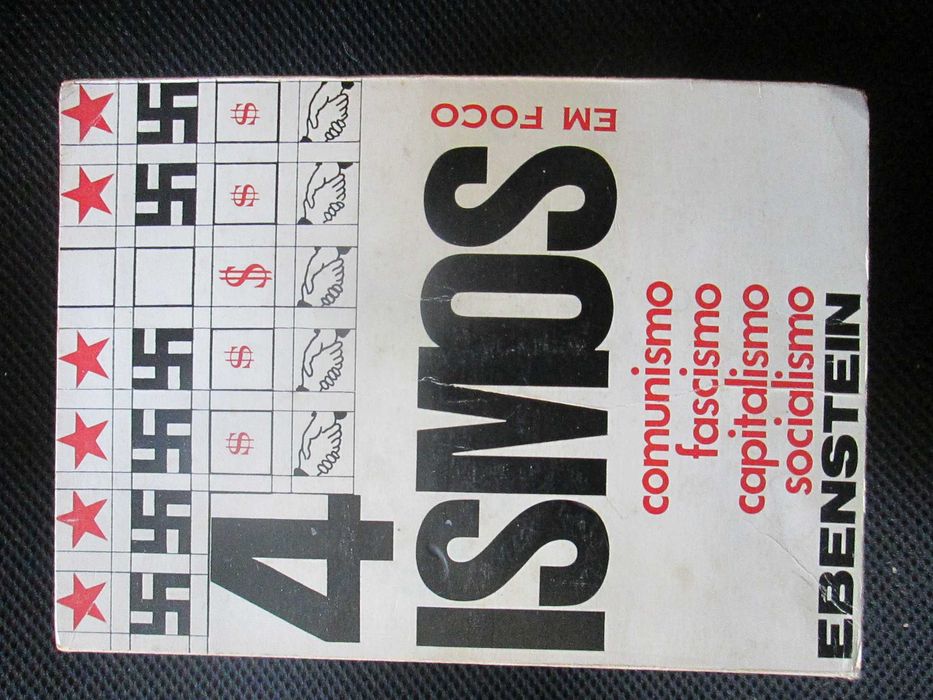 4
ISMOS
EM FOCO
comunismo
fascismo
capitalismo
socialismo
EBENSTEIN